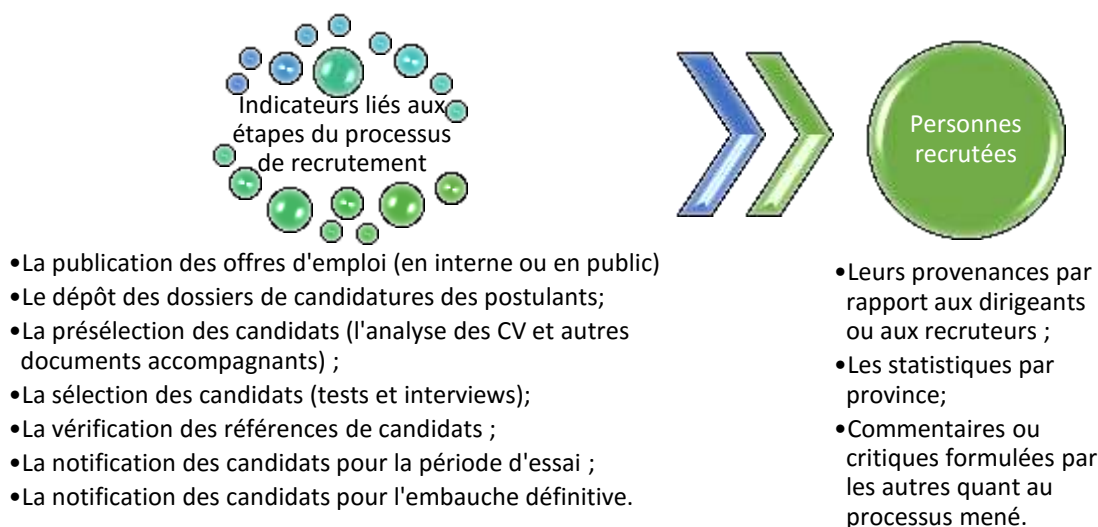 Indicateurs liés aux
étapes du processus
de recrutement
Personnes
recrutées
•La publication des offres d'emploi (en interne ou en public)
•Le dépôt des dossiers de candidatures des postulants;
•La présélection des candidats (l'analyse des CV et autres
documents accompagnants) ;
•La sélection des candidats (tests et interviews);
•La vérification des références de candidats ;
•La notification des candidats pour la période d'essai ;
•La notification des candidats pour l'embauche définitive.
•Leurs provenances par
rapport aux dirigeants
ou aux recruteurs ;
•Les statistiques par
province;
•Commentaires ou
critiques formulées par
les autres quant au
processus mené.